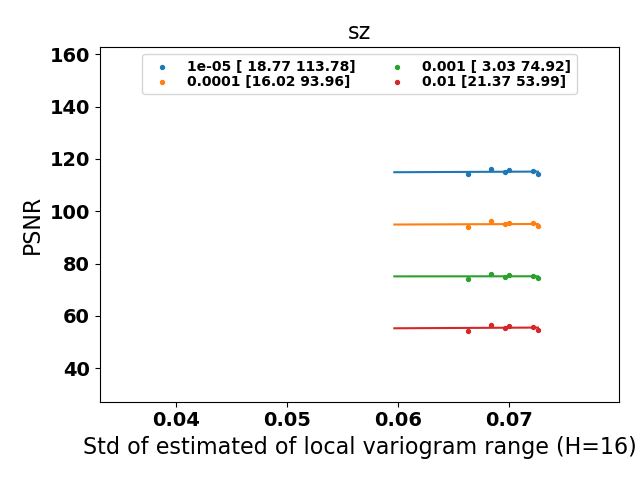 sz
PSNR
160
140
120
100
80
60
40
1e-05 [ 18.77 113.78]
0.0001 [16.02 93.96]
0.001 [ 3.03 74.92]
0.01 [21.37 53.99]
0.04 0.05 0.06 0.07
Std of estimated of local variogram range (H=16)